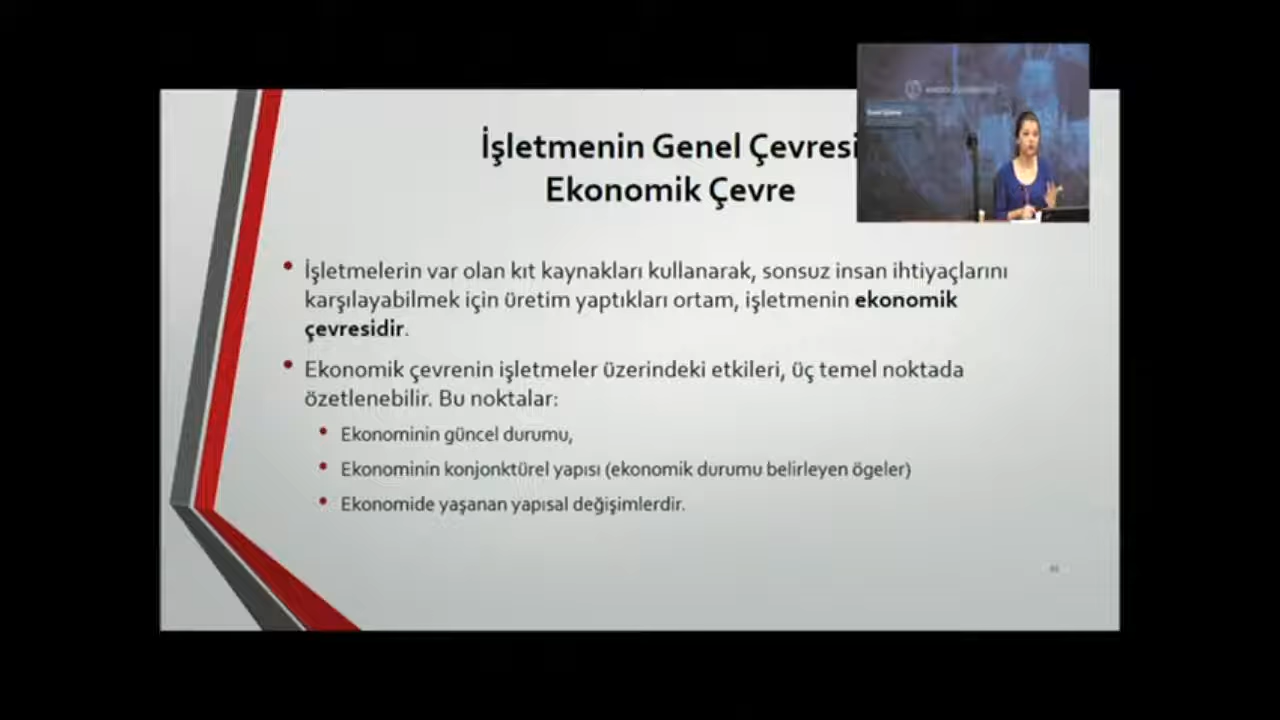 İşletmenin Genel Çevresi
Ekonomik Çevre
• İşletmelerin var olan kıt kaynakları kullanarak, sonsuz insan ihtiyaçlarını
karşılayabilmek için üretim yaptıkları ortam, işletmenin ekonomik
çevresidir.
• Ekonomik çevrenin işletmeler üzerindeki etkileri, üç temel noktada
özetlenebilir. Bu noktalar:
• Ekonominin güncel durumu,
• Ekonominin konjonktürel yapısı (ekonomik durumu belirleyen ögeler)
• Ekonomide yaşanan yapısal değişimlerdir.